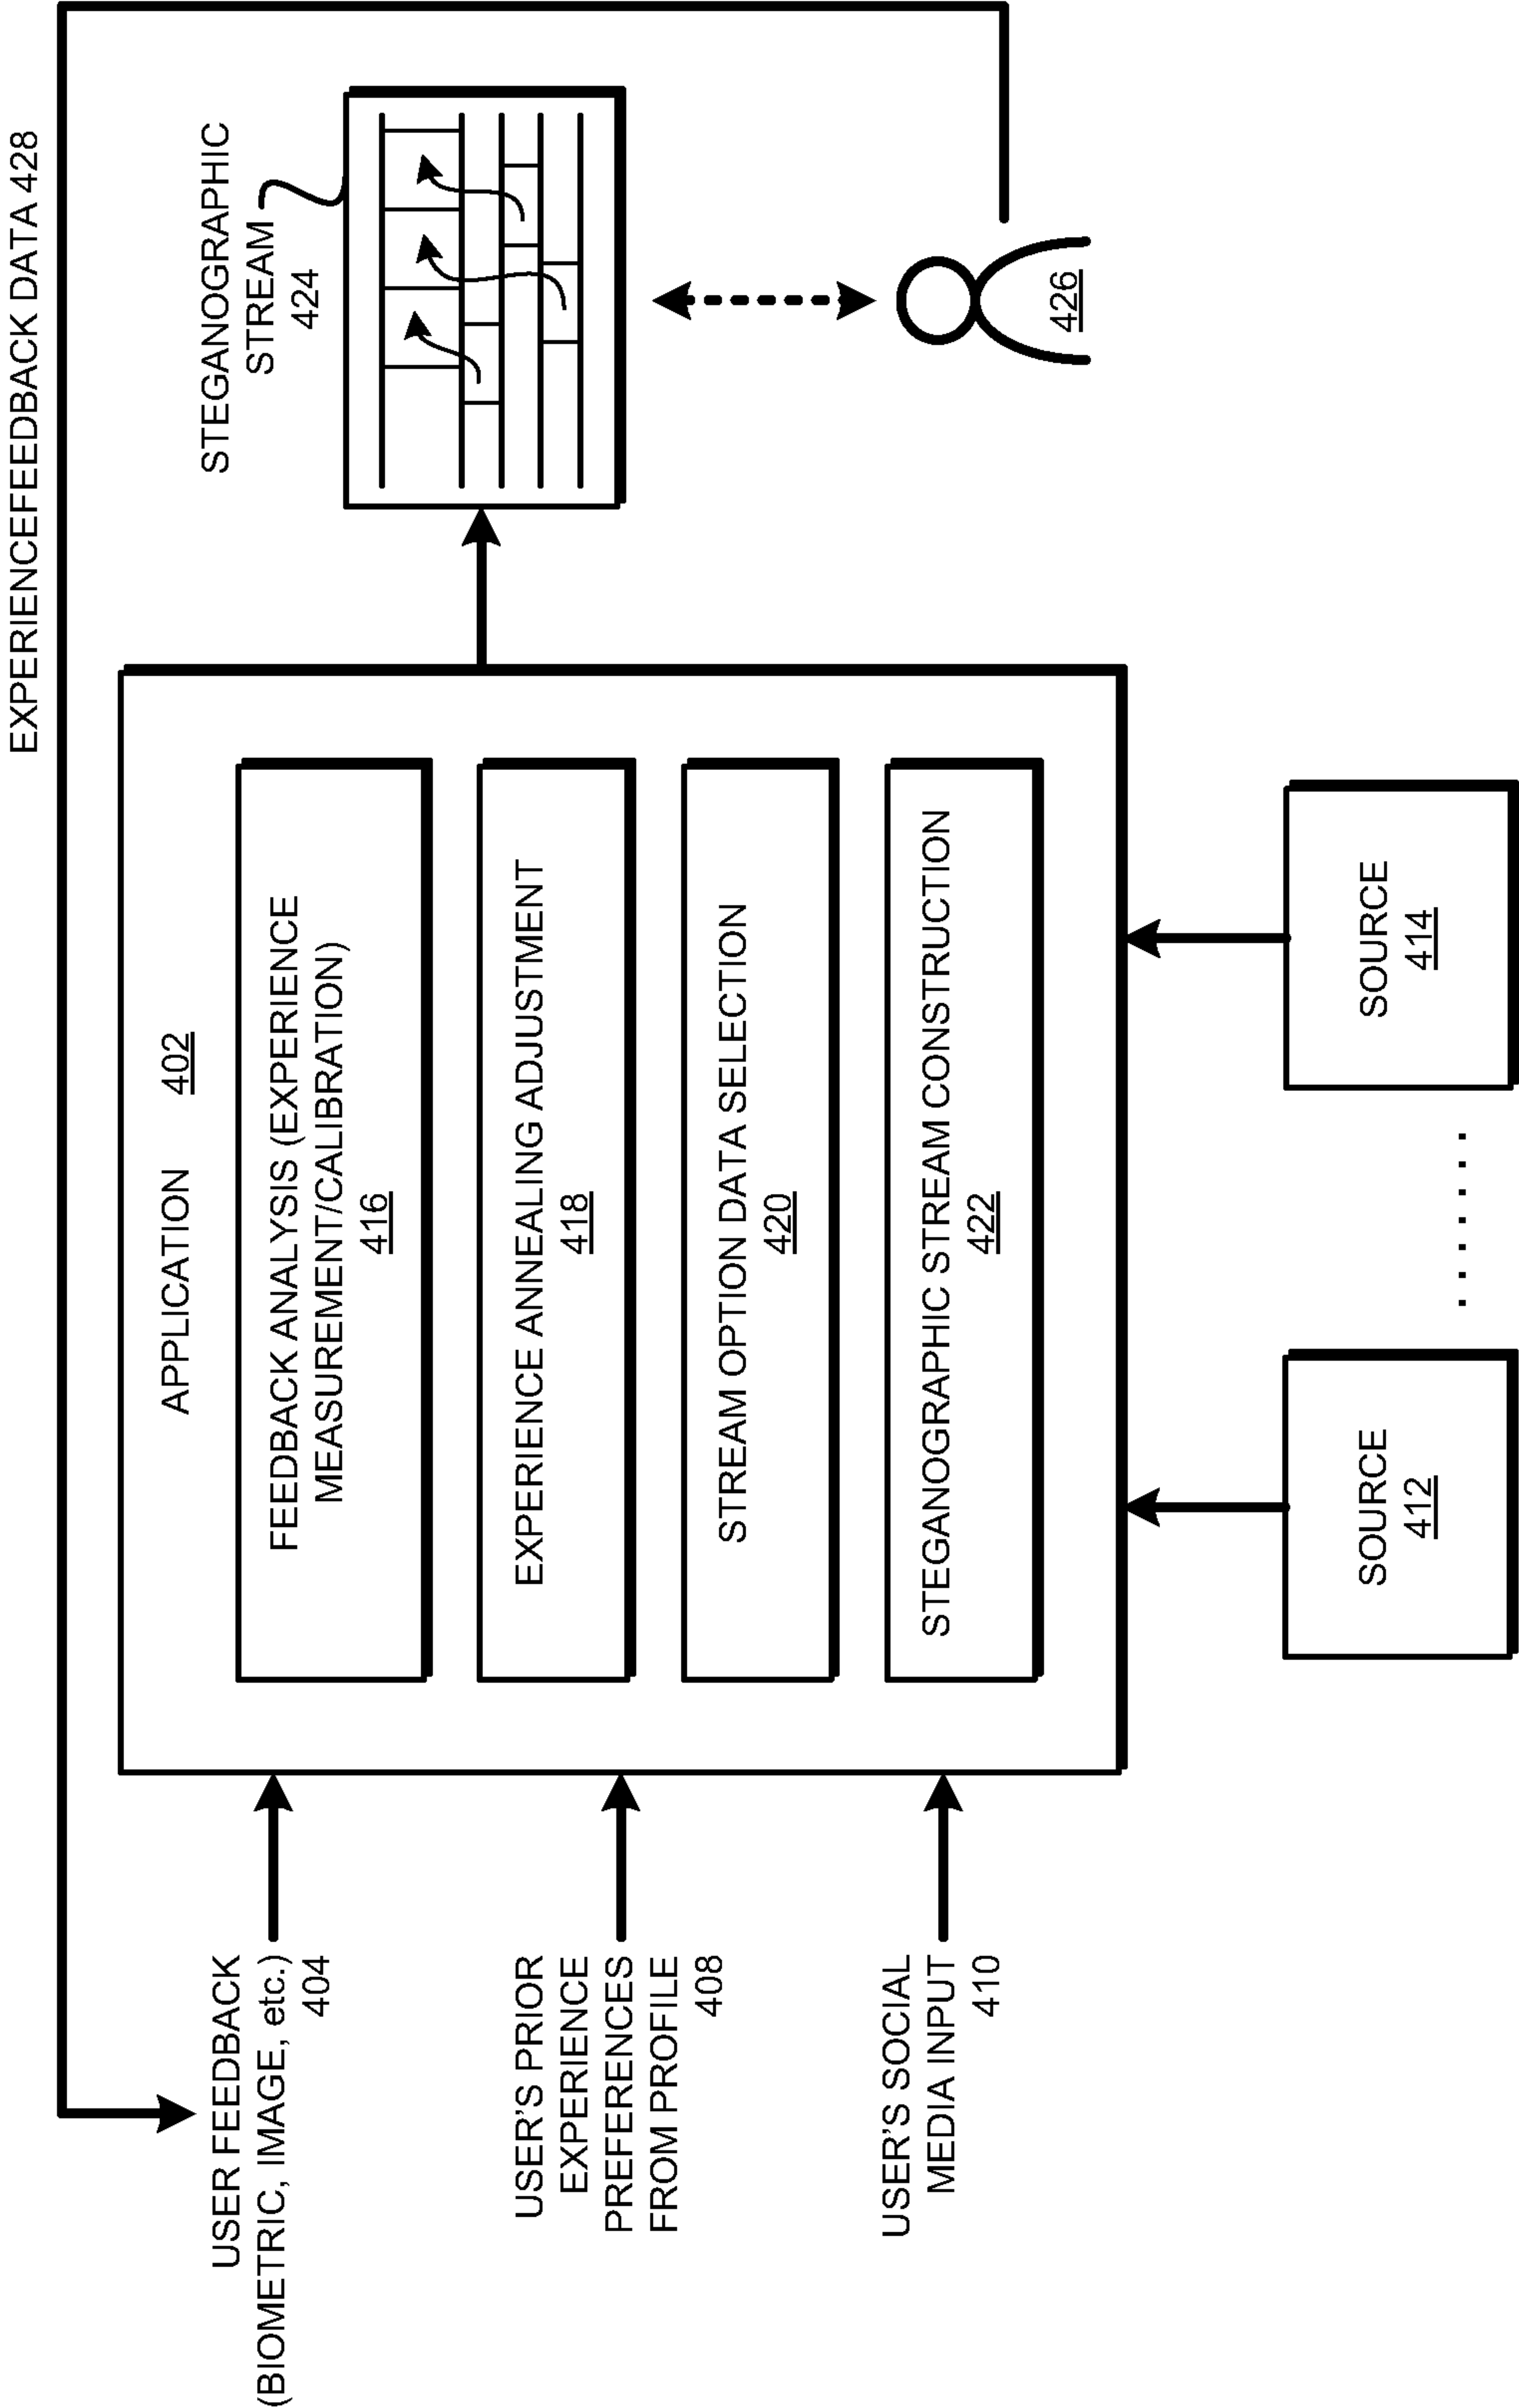 EXPERIENCEFEEDBACK DATA 428
USER FEEDBACK
(BIOMETRIC, IMAGE, etc.)
404
USER'S PRIOR
EXPERIENCE
PREFERENCES
FROM PROFILE
408
USER'S SOCIAL
MEDIA INPUT
410
APPLICATION 402
FEEDBACK ANALYSIS (EXPERIENCE
MEASUREMENT/CALIBRATION)
416
EXPERIENCE ANNEALING ADJUSTMENT
418
STREAM OPTION DATA SELECTION
420
STEGANOGRAPHIC STREAM CONSTRUCTION
422
STEGANOGRAPHIC
STREAM
424
426
SOURCE
412
SOURCE
414